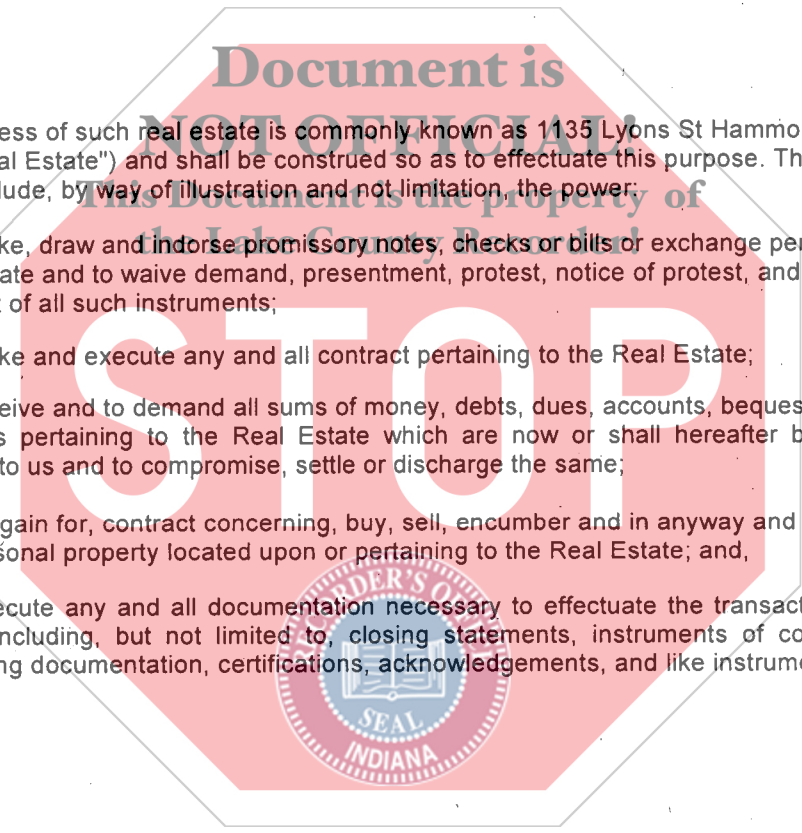 Document is
NOT OFFICIAL!
ess of such real estate is commonly known as 1135 Lyons St Hammo
al Estate") and shall be construed so as to effectuate this purpose. Th
This Document is the property of
lude, by way of illustration and not limitation, the power:
the Lake County Recorder!
ke, draw and indorse promissory notes, checks or bills or exchange per
ate and to waive demand, presentment, protest, notice of protest, and
t of all such instruments;
STOP
ke and execute any and all contract pertaining to the Real Estate;
eive and to demand all sums of money, debts, dues, accounts, beques
s pertaining to the Real Estate which are now or shall hereafter b
to us and to compromise, settle or discharge the same;
gain for, contract concerning, buy, sell, encumber and in anyway and
sonal property located upon or pertaining to the Real Estate; and,
ecute any and all documentation necessary to effectuate the transact
ncluding, but not limited to, closing statements, instruments of co
ng documentation, certifications, acknowledgements, and like instrume
RECORDER'S OFFICE
SEAL
INDIANA